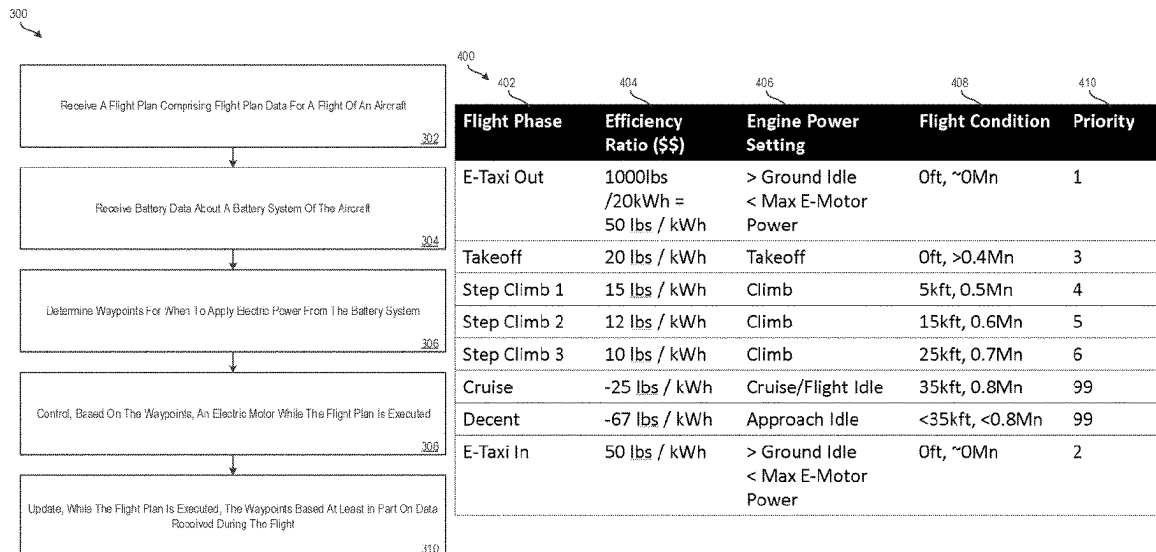 300
Receive A Flight Plan Comprising Flight Plan Data For A Flight Of An Aircraft
302
Receive Battery Data About A Battery System Of The Aircraft
304
Determine Waypoints For When To Apply Electric Power From The Battery System
306
Control, Based On The Waypoints, An Electric Motor While The Flight Plan Is Executed
308
Update, While The Flight Plan Is Executed, The Waypoints Based At Least In Part On Data
Received During The Flight
310
400
402 404 406 408 410
Flight Phase Efficiency Engine Power Flight Condition Priority
Ratio ($$) Setting
E-Taxi Out 1000lbs > Ground Idle 0ft, ~0Mn 1
/20kWh = < Max E-Motor
50 lbs / kWh Power
Takeoff 20 lbs / kWh Takeoff 0ft, >0.4Mn 3
Step Climb 1 15 lbs / kWh Climb 5kft, 0.5Mn 4
Step Climb 2 12 lbs / kWh Climb 15kft, 0.6Mn 5
Step Climb 3 10 lbs / kWh Climb 25kft, 0.7Mn 6
Cruise -25 lbs / kWh Cruise/Flight Idle 35kft, 0.8Mn 99
Decent -67 lbs / kWh Approach Idle <35kft, <0.8Mn 99
E-Taxi In 50 lbs / kWh > Ground Idle 0ft, ~0Mn 2
< Max E-Motor
Power